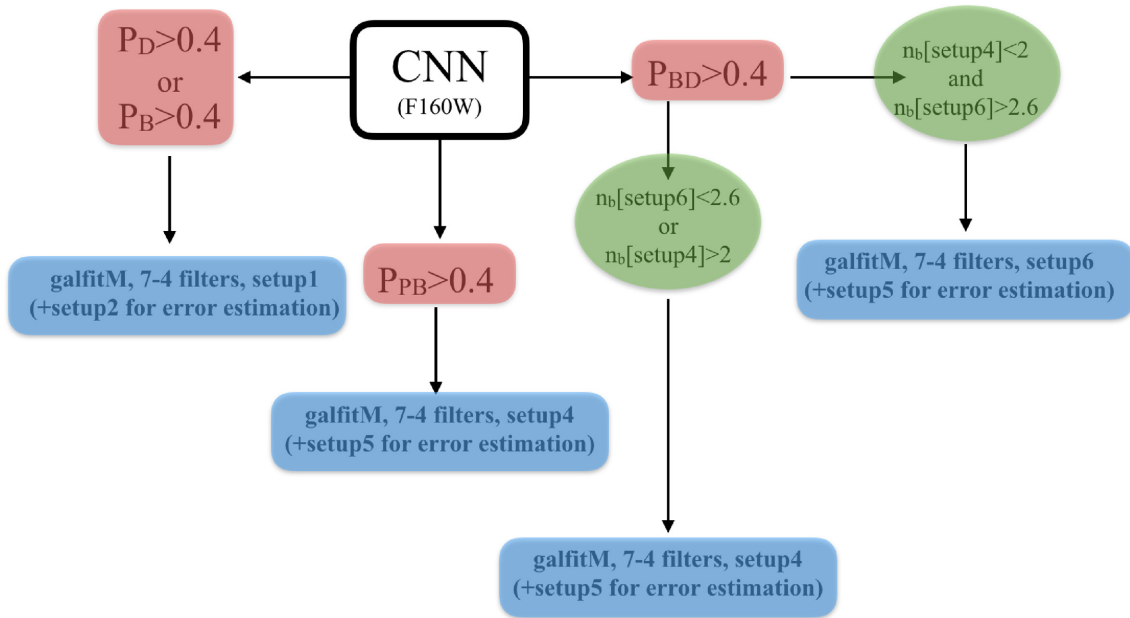 P_D>0.4
or
P_B>0.4
CNN
(F160W)
P_BD>0.4
n_b[setup4]<2
and
n_b[setup6]>2.6
n_b[setup6]<2.6
or
n_b[setup4]>2
galfitM, 7-4 filters, setup1
(+setup2 for error estimation)
P_PB>0.4
galfitM, 7-4 filters, setup6
(+setup5 for error estimation)
galfitM, 7-4 filters, setup4
(+setup5 for error estimation)
galfitM, 7-4 filters, setup4
(+setup5 for error estimation)